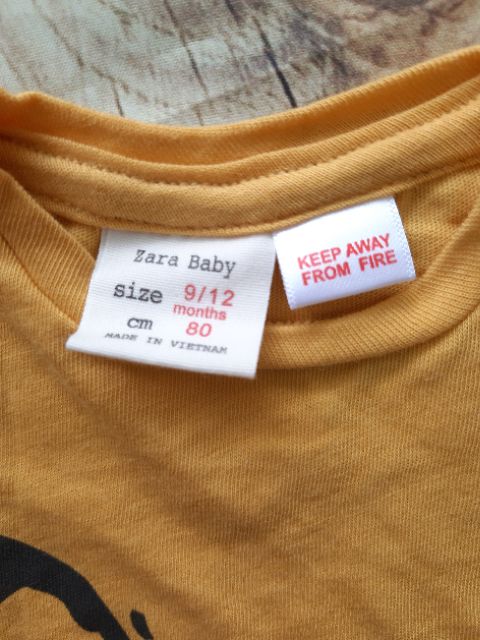 Zara Baby
size 9/12
months
cm 80
MADE IN VIETNAM
KEEP AWAY
FROM FIRE